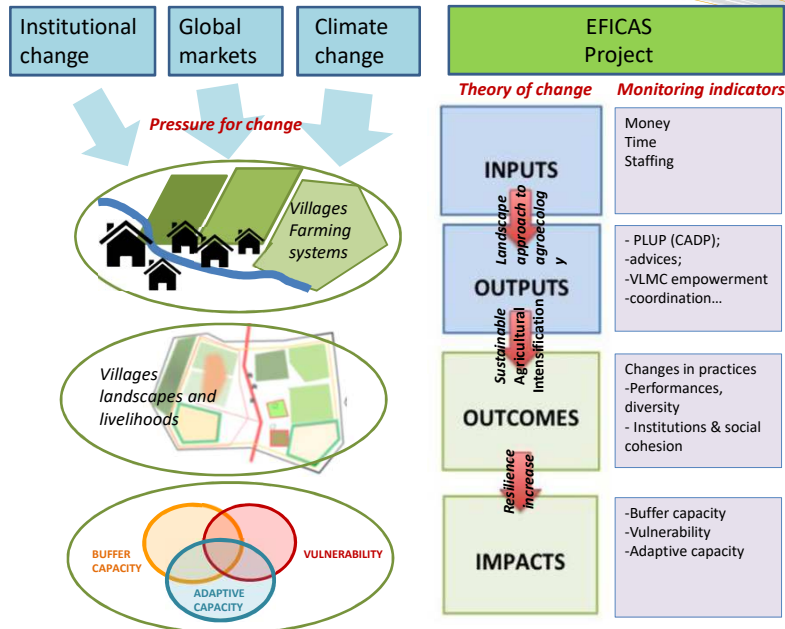 Institutional
change
Global
markets
Climate
change
Pressure for change
Villages
Farming
systems
Villages
landscapes and
livelihoods
BUFFER
CAPACITY
VULNERABILITY
ADAPTIVE
CAPACITY
EFICAS
Project
Theory of change
Monitoring indicators
INPUTS
Money
Time
Staffing
Landscape
approach to
agroecolog
y
OUTPUTS
- PLUP (CADP);
-advices;
-VLMC empowerment
-coordination…
Sustainable
Agricultural
Intensification
OUTCOMES
Changes in practices
-Performances,
diversity
- Institutions & social
cohesion
Resilience
increase
IMPACTS
-Buffer capacity
-Vulnerability
-Adaptive capacity